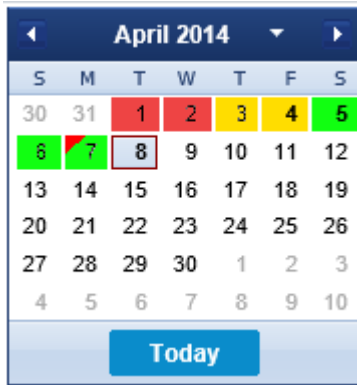 April 2014
S M T W T F S
30 31 1 2 3 4 5
6 7 8 9 10 11 12
13 14 15 16 17 18 19
20 21 22 23 24 25 26
27 28 29 30 1 2 3
4 5 6 7 8 9 10
Today